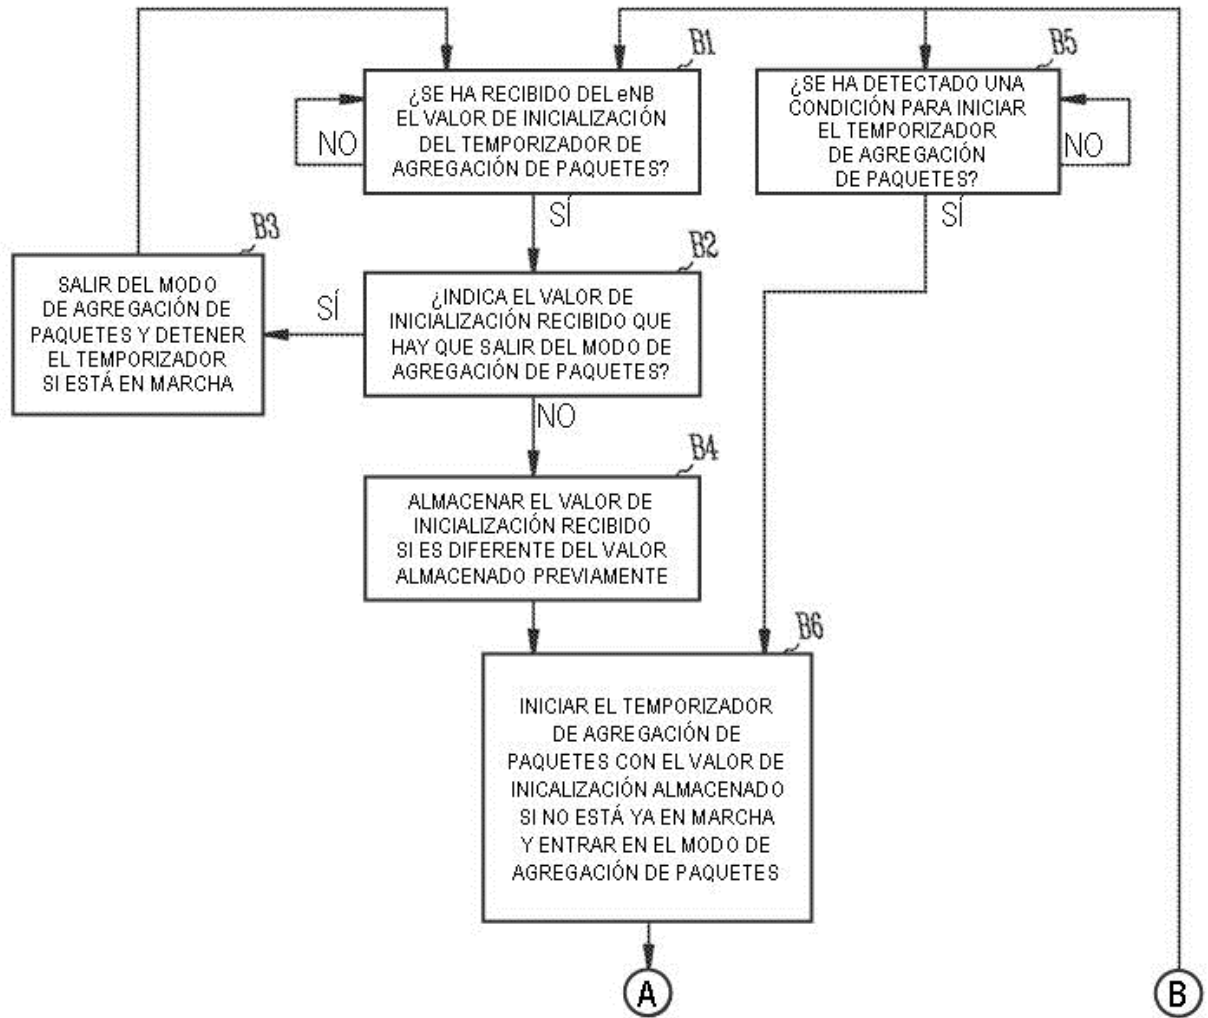 B1
¿SE HA RECIBIDO DEL eNB
EL VALOR DE INICIALIZACIÓN
DEL TEMPORIZADOR DE
AGREGACIÓN DE PAQUETES?
NO
SÍ
B5
¿SE HA DETECTADO UNA
CONDICIÓN PARA INICIAR
EL TEMPORIZADOR
DE AGREGACIÓN
DE PAQUETES?
NO
SÍ
B3
SALIR DEL MODO
DE AGREGACIÓN DE
PAQUETES Y DETENER
EL TEMPORIZADOR
SI ESTÁ EN MARCHA
SÍ
B2
¿INDICA EL VALOR DE
INICIALIZACIÓN RECIBIDO QUE
HAY QUE SALIR DEL MODO DE
AGREGACIÓN DE PAQUETES?
NO
B4
ALMACENAR EL VALOR DE
INICIALIZACIÓN RECIBIDO
SI ES DIFERENTE DEL VALOR
ALMACENADO PREVIAMENTE
B6
INICIAR EL TEMPORIZADOR
DE AGREGACIÓN DE
PAQUETES CON EL VALOR DE
INICALIZACIÓN ALMACENADO
SI NO ESTÁ YA EN MARCHA
Y ENTRAR EN EL MODO DE
AGREGACIÓN DE PAQUETES
A
B